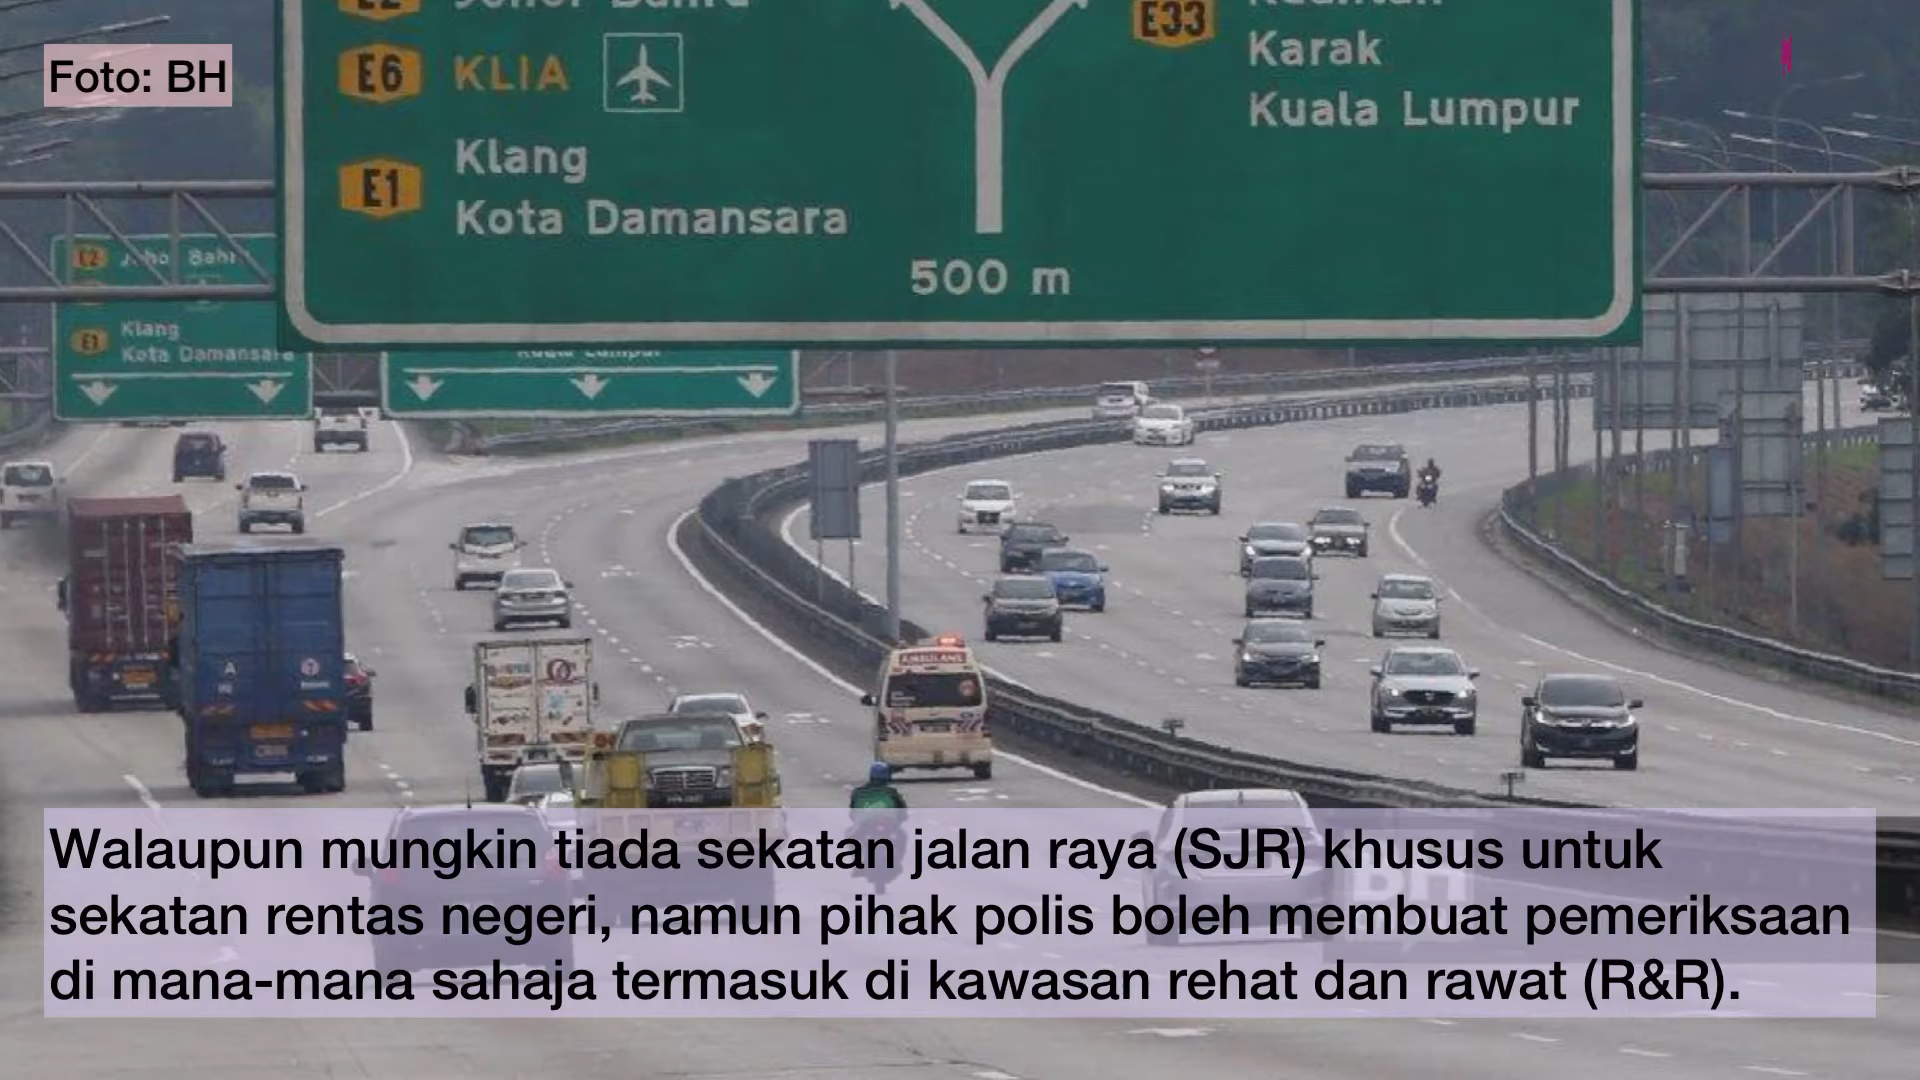 Foto: BH
E6 KLIA
E1 Klang
Kota Damansara
E33
Karak
Kuala Lumpur
500 m
E2
E1 Klang
Kota Damansara
AMBULANS
Walaupun mungkin tiada sekatan jalan raya (SJR) khusus untuk
sekatan rentas negeri, namun pihak polis boleh membuat pemeriksaan
di mana-mana sahaja termasuk di kawasan rehat dan rawat (R&R).
BH